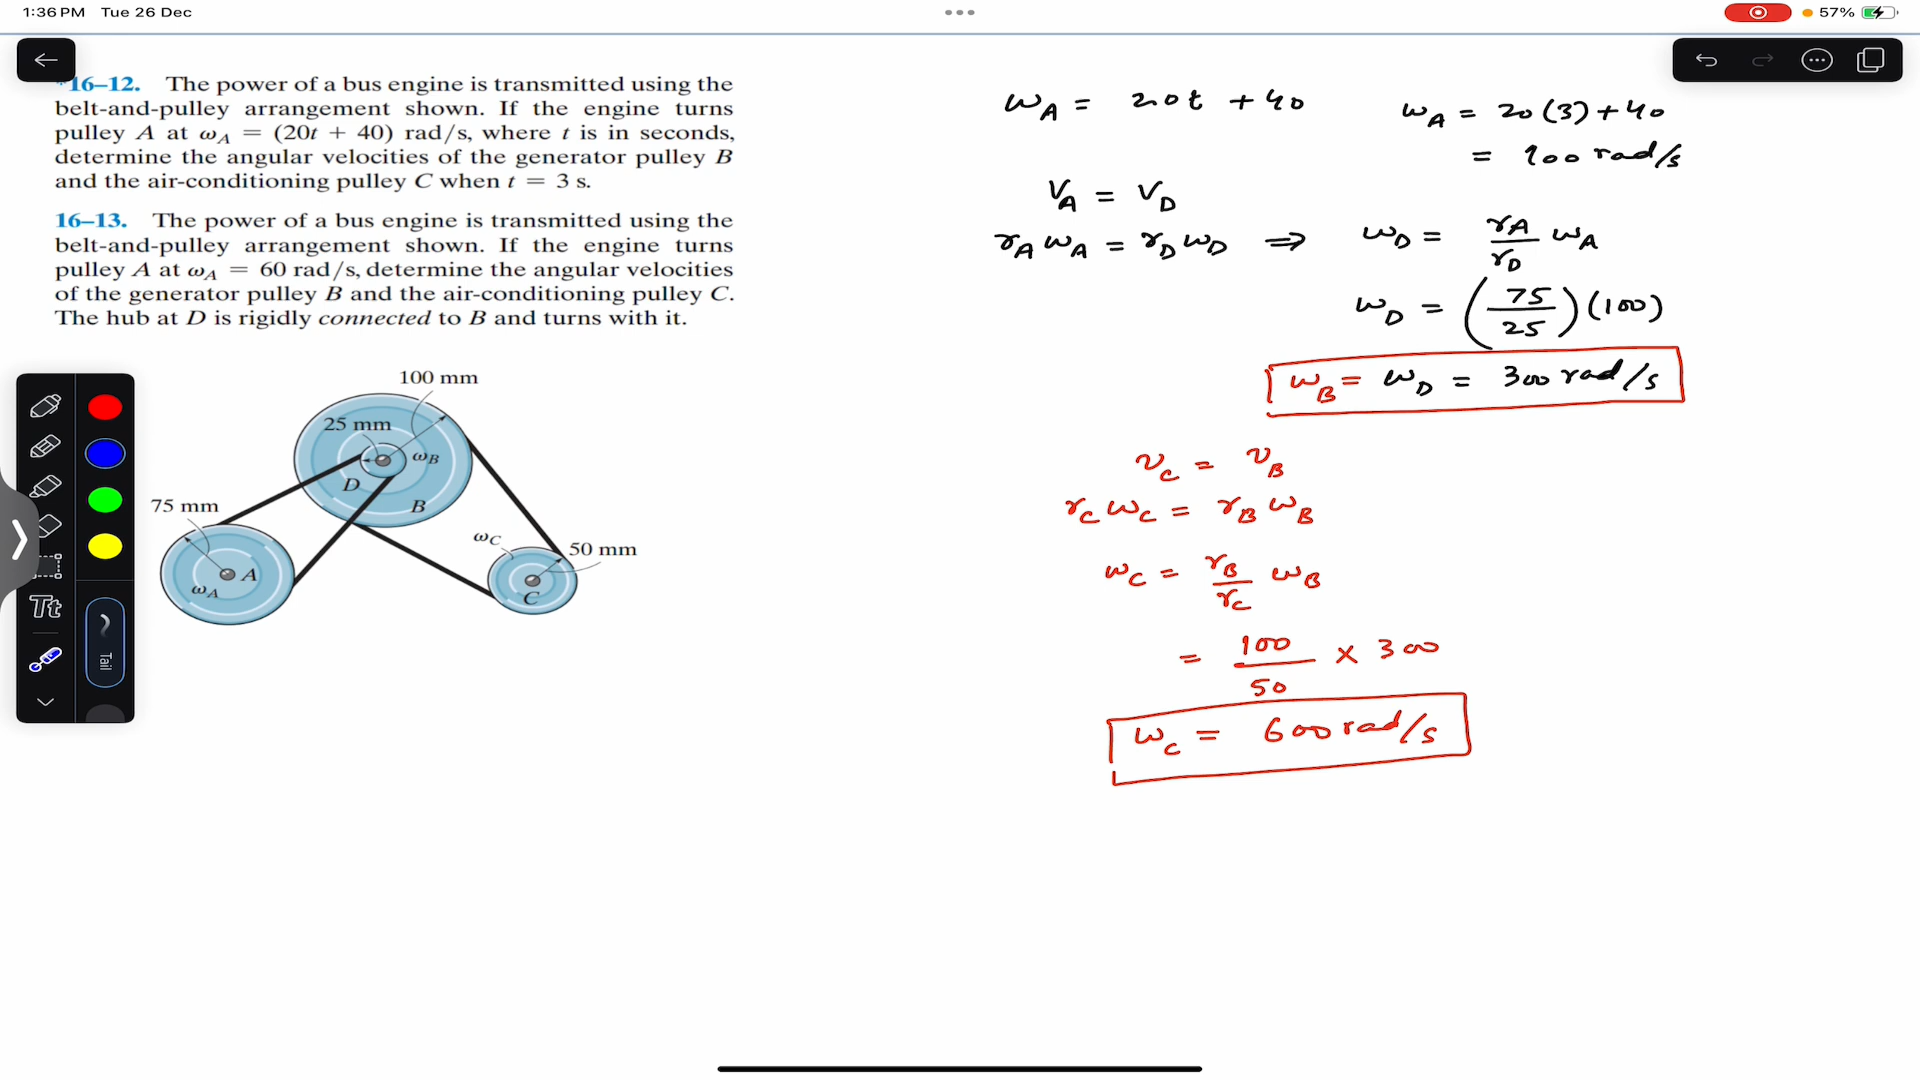 1:36 PM Tue 26 Dec
57%
*16–12. The power of a bus engine is transmitted using the
belt-and-pulley arrangement shown. If the engine turns
pulley A at ωA = (20t + 40) rad/s, where t is in seconds,
determine the angular velocities of the generator pulley B
and the air-conditioning pulley C when t = 3 s.
16–13. The power of a bus engine is transmitted using the
belt-and-pulley arrangement shown. If the engine turns
pulley A at ωA = 60 rad/s, determine the angular velocities
of the generator pulley B and the air-conditioning pulley C.
The hub at D is rigidly connected to B and turns with it.
100 mm
25 mm
ωB
D
B
75 mm
ωC
50 mm
A
ωA
C
Tt
Tail
ωA = 20t + 40
ωA = 20(3) + 40
= 100 rad/s
VA = VD
rA ωA = rD ωD ⇒ ωD = rA/rD ωA
ωD = (75/25)(100)
ωB = ωD = 300 rad/s
vC = vB
rC ωC = rB ωB
ωC = rB/rC ωB
= 100/50 × 300
ωC = 600 rad/s